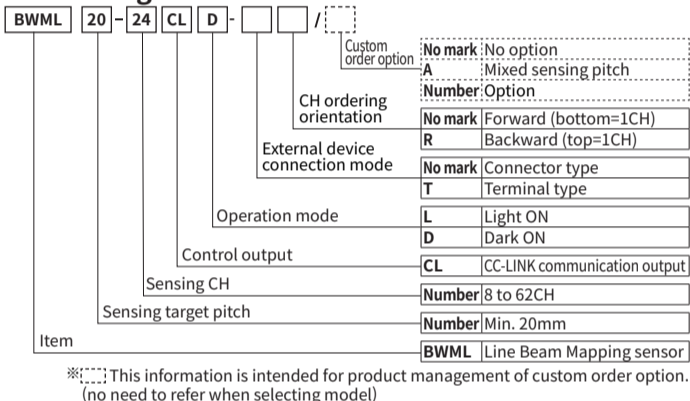 BWML 20 - 24 CL D - /
Custom
order option
No mark No option
A Mixed sensing pitch
Number Option
CH ordering
orientation
No mark Forward (bottom=1CH)
R Backward (top=1CH)
External device
connection mode
No mark Connector type
T Terminal type
Operation mode
L Light ON
D Dark ON
Control output
CL CC-LINK communication output
Sensing CH
Number 8 to 62CH
Sensing target pitch
Number Min. 20mm
Item
BWML Line Beam Mapping sensor
※ This information is intended for product management of custom order option.
(no need to refer when selecting model)